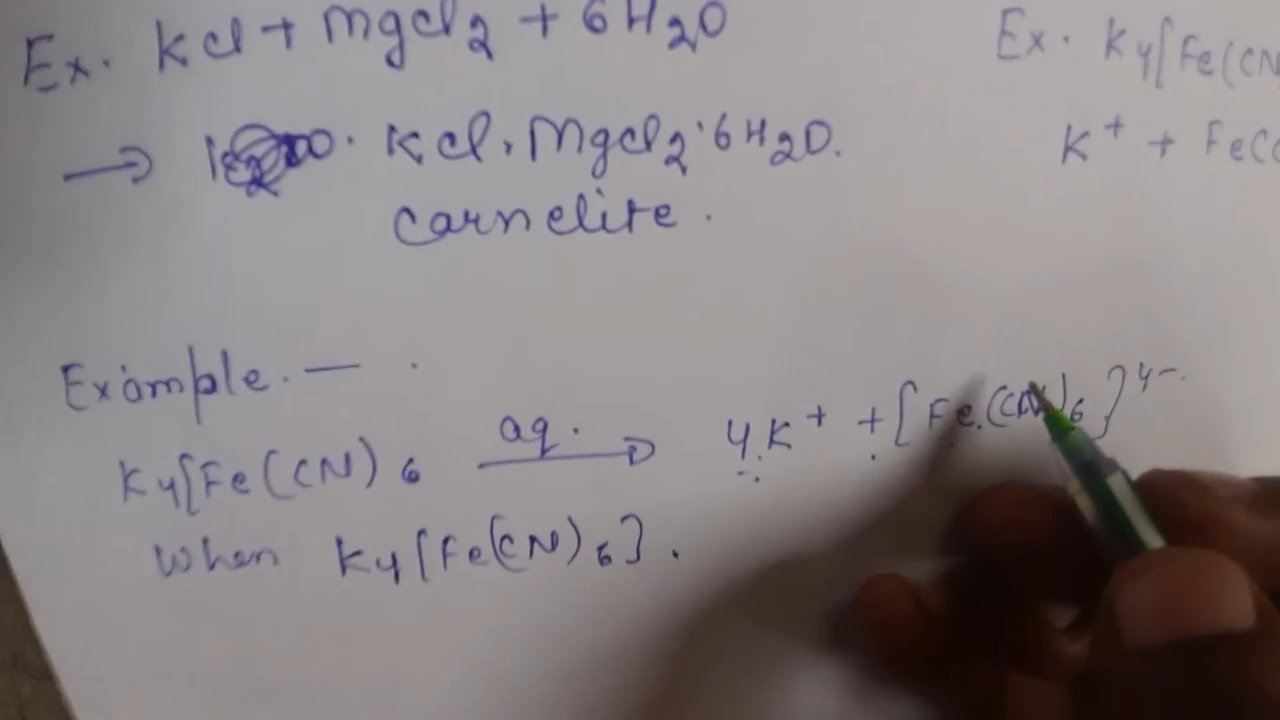 Ex. KCl + MgCl2 + 6H2O
→ . KCl. MgCl2·6H2O.
Carnelite.
Ex. K4[Fe(CN
K+ + Fe(C
Example. —
K4[Fe(CN)6 aq. → 4K+ + [Fe(CN)6]4-.
When K4[Fe(CN)6].